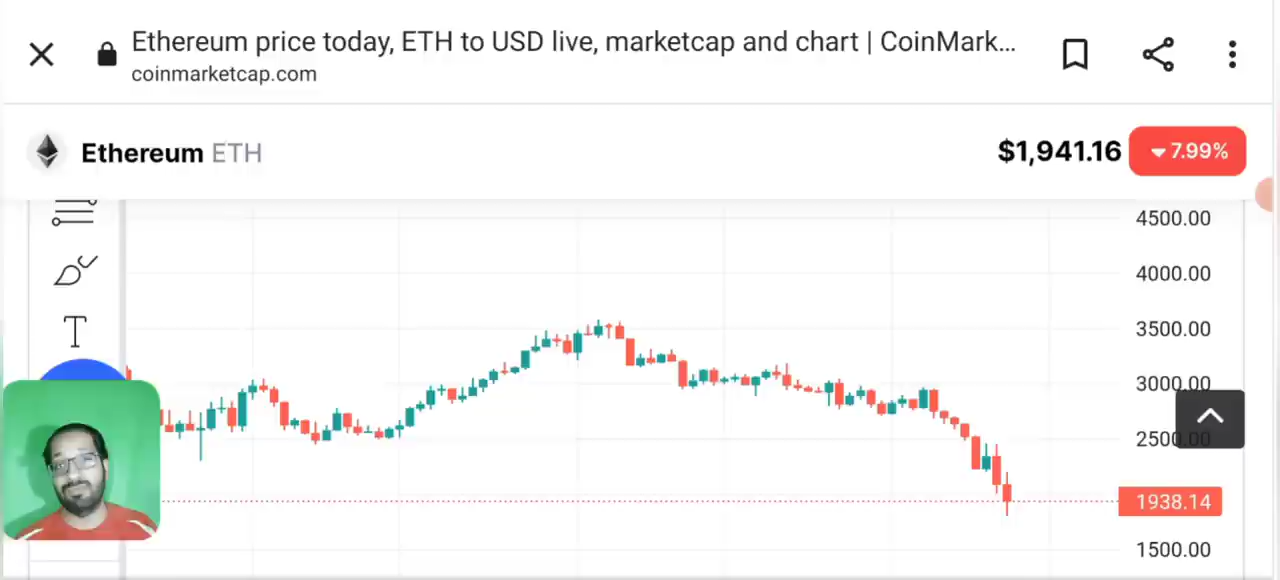 Ethereum price today, ETH to USD live, marketcap and chart | CoinMark...
coinmarketcap.com
Ethereum ETH
$1,941.16
7.99%
T
4500.00
4000.00
3500.00
3000.00
2500.00
1938.14
1500.00